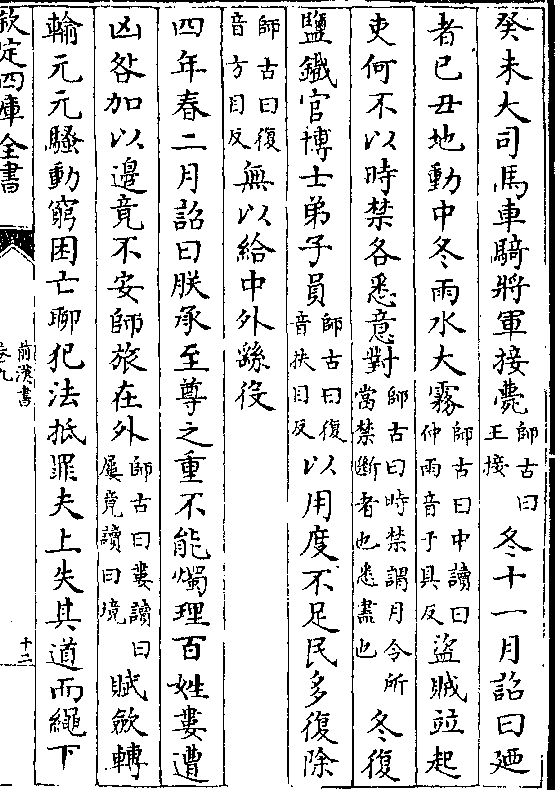 癸未大司馬車騎將軍接薨師古曰王接冬十一月詔曰廼
者已丑地動中冬雨水大霧師古曰中讀曰仲雨音于具反盜賊竝起
吏何不以時禁各悉意對師古曰時禁謂月令所當禁斷者也悉盡也冬復
鹽鐵官博士弟子員師古曰復音扶目反以用度不足民多復除
師古曰復音方目反無以給中外繇役
四年春二月詔曰朕承至尊之重不能燭理百姓婁遭
凶咎加以邊竟不安師旅在外師古曰婁讀曰屢竟讀曰境賦斂轉
輸元元騷動窮困亡聊犯法抵罪夫上失其道而繩下
欽定四庫全書
前漢書
卷九
十二